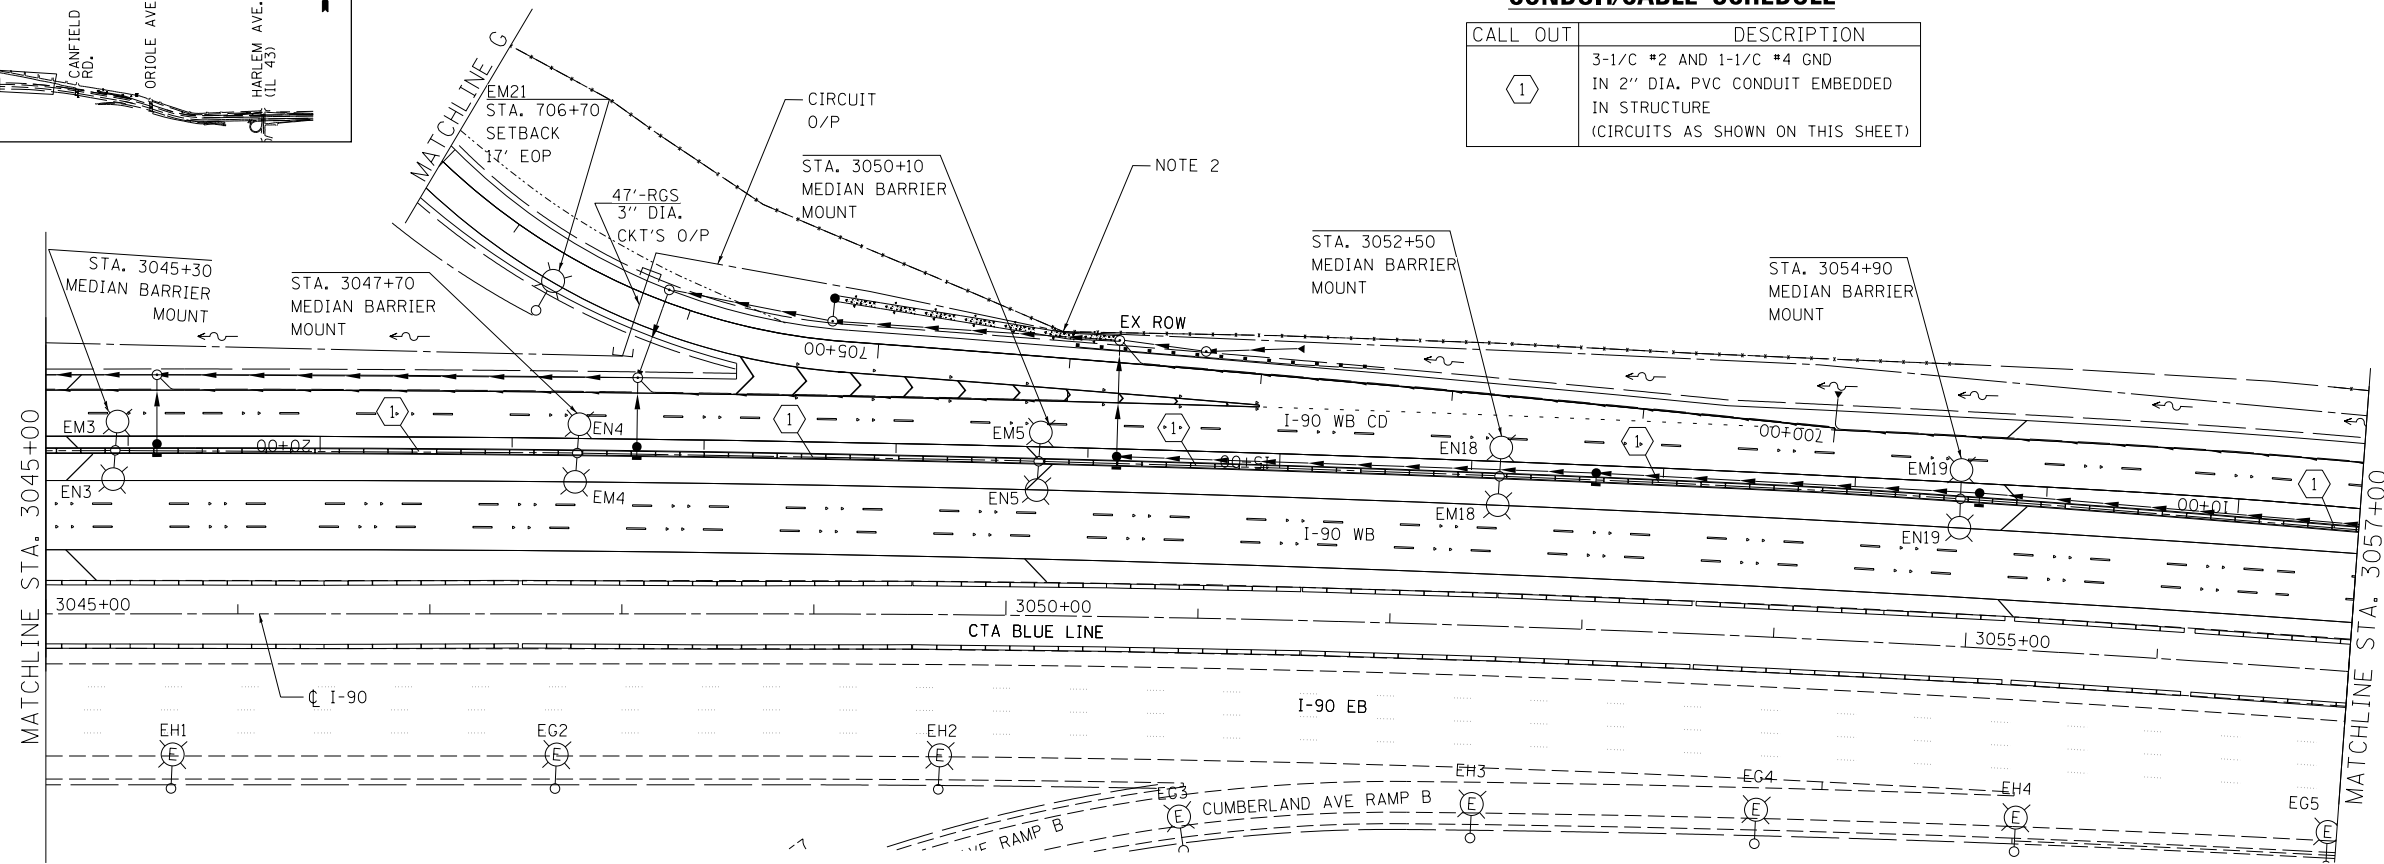 CANFIELD
RD.
ORIOLE AVE
HARLEM AVE.
(IL 43)
CONDUIT/CABLE SCHEDULE
CALL OUT
DESCRIPTION
1
3-1/C #2 AND 1-1/C #4 GND
IN 2" DIA. PVC CONDUIT EMBEDDED
IN STRUCTURE
(CIRCUITS AS SHOWN ON THIS SHEET)
MATCHLINE G
EM21
STA. 706+70
SETBACK
17' EOP
CIRCUIT
O/P
47'-RGS
3" DIA.
CKT'S O/P
STA. 3050+10
MEDIAN BARRIER
MOUNT
NOTE 2
STA. 3045+30
MEDIAN BARRIER
MOUNT
STA. 3047+70
MEDIAN BARRIER
MOUNT
STA. 3052+50
MEDIAN BARRIER
MOUNT
STA. 3054+90
MEDIAN BARRIER
MOUNT
EX ROW
705+00
700+00
MATCHLINE STA. 3045+00
MATCHLINE STA. 3057+00
EM3
1
EN4
1
EM5
1
I-90 WB CD
EN18
1
EM19
1
20+00
15+00
10+00
EN3
EM4
EN5
EM18
EN19
I-90 WB
3045+00
3050+00
3055+00
CTA BLUE LINE
℄ I-90
I-90 EB
EH1
E
EG2
E
EH2
E
EG3
E
EH3
E
EG4
E
EH4
E
EG5
E
CUMBERLAND AVE RAMP B
RAMP B